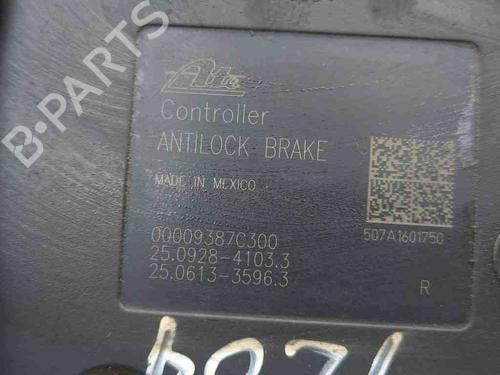 B-PARTS
Ate
Controller
ANTILOCK BRAKE
MADE IN MEXICO
00009387C300
25.0928-4103.3
25.0613-3596.3
507A1601750
R